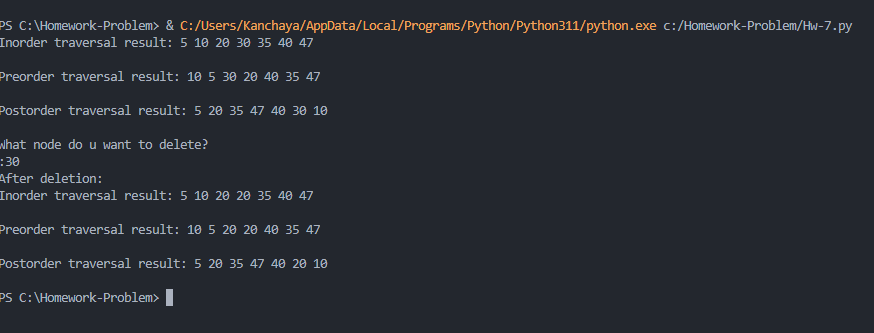 PS C:\Homework-Problem> & C:/Users/Kanchaya/AppData/Local/Programs/Python/Python311/python.exe c:/Homework-Problem/Hw-7.py
Inorder traversal result: 5 10 20 30 35 40 47
Preorder traversal result: 10 5 30 20 40 35 47
Postorder traversal result: 5 20 35 47 40 30 10
What node do u want to delete?
:30
After deletion:
Inorder traversal result: 5 10 20 20 35 40 47
Preorder traversal result: 10 5 20 20 40 35 47
Postorder traversal result: 5 20 35 47 40 20 10
PS C:\Homework-Problem>